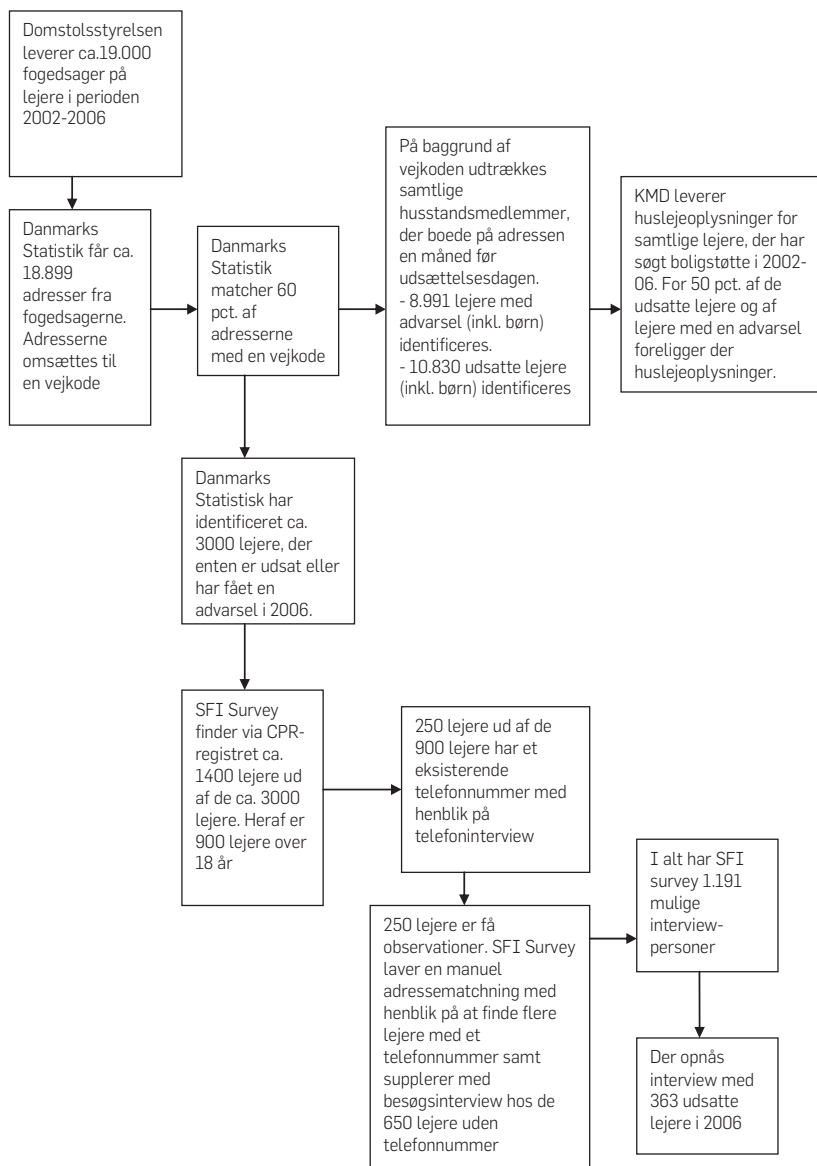 Domstolsstyrelsen
leverer ca.19.000
fogedsager på
lejere i perioden
2002-2006
Danmarks
Statistik får ca.
18.899
adresser fra
fogedsagerne.
Adresserne
omsættes til
en vejkode
Danmarks
Statistik
matcher 60
pct. af
adresserne
med en vejkode
På baggrund af
vejkoden udtrækkes
samtlige
husstandsmedlemmer,
der boede på adressen
en måned før
udsættelsesdagen.
- 8.991 lejere med
advarsel (inkl. børn)
identificeres.
- 10.830 udsatte lejere
(inkl. børn) identificeres
KMD leverer
huslejeoplysninger for
samtlige lejere, der har
søgt boligstøtte i 2002-
06. For 50 pct. af de
udsatte lejere og af
lejere med en advarsel
foreligger der
huslejeoplysninger.
Danmarks
Statistisk har
identificeret ca.
3000 lejere, der
enten er udsat eller
har fået en
advarsel i 2006.
SFI Survey
finder via CPR-
registret ca.
1400 lejere ud
af de ca. 3000
lejere. Heraf er
900 lejere over
18 år
250 lejere ud af de
900 lejere har et
eksisterende
telefonnummer med
henblik på
telefoninterview
250 lejere er få
observationer. SFI Survey
laver en manuel
adressematchning med
henblik på at finde flere
lejere med et
telefonnummer samt
supplerer med
besøgsinterview hos de
650 lejere uden
telefonnummer
I alt har SFI
survey 1.191
mulige
interview-
personer
Der opnås
interview med
363 udsatte
lejere i 2006